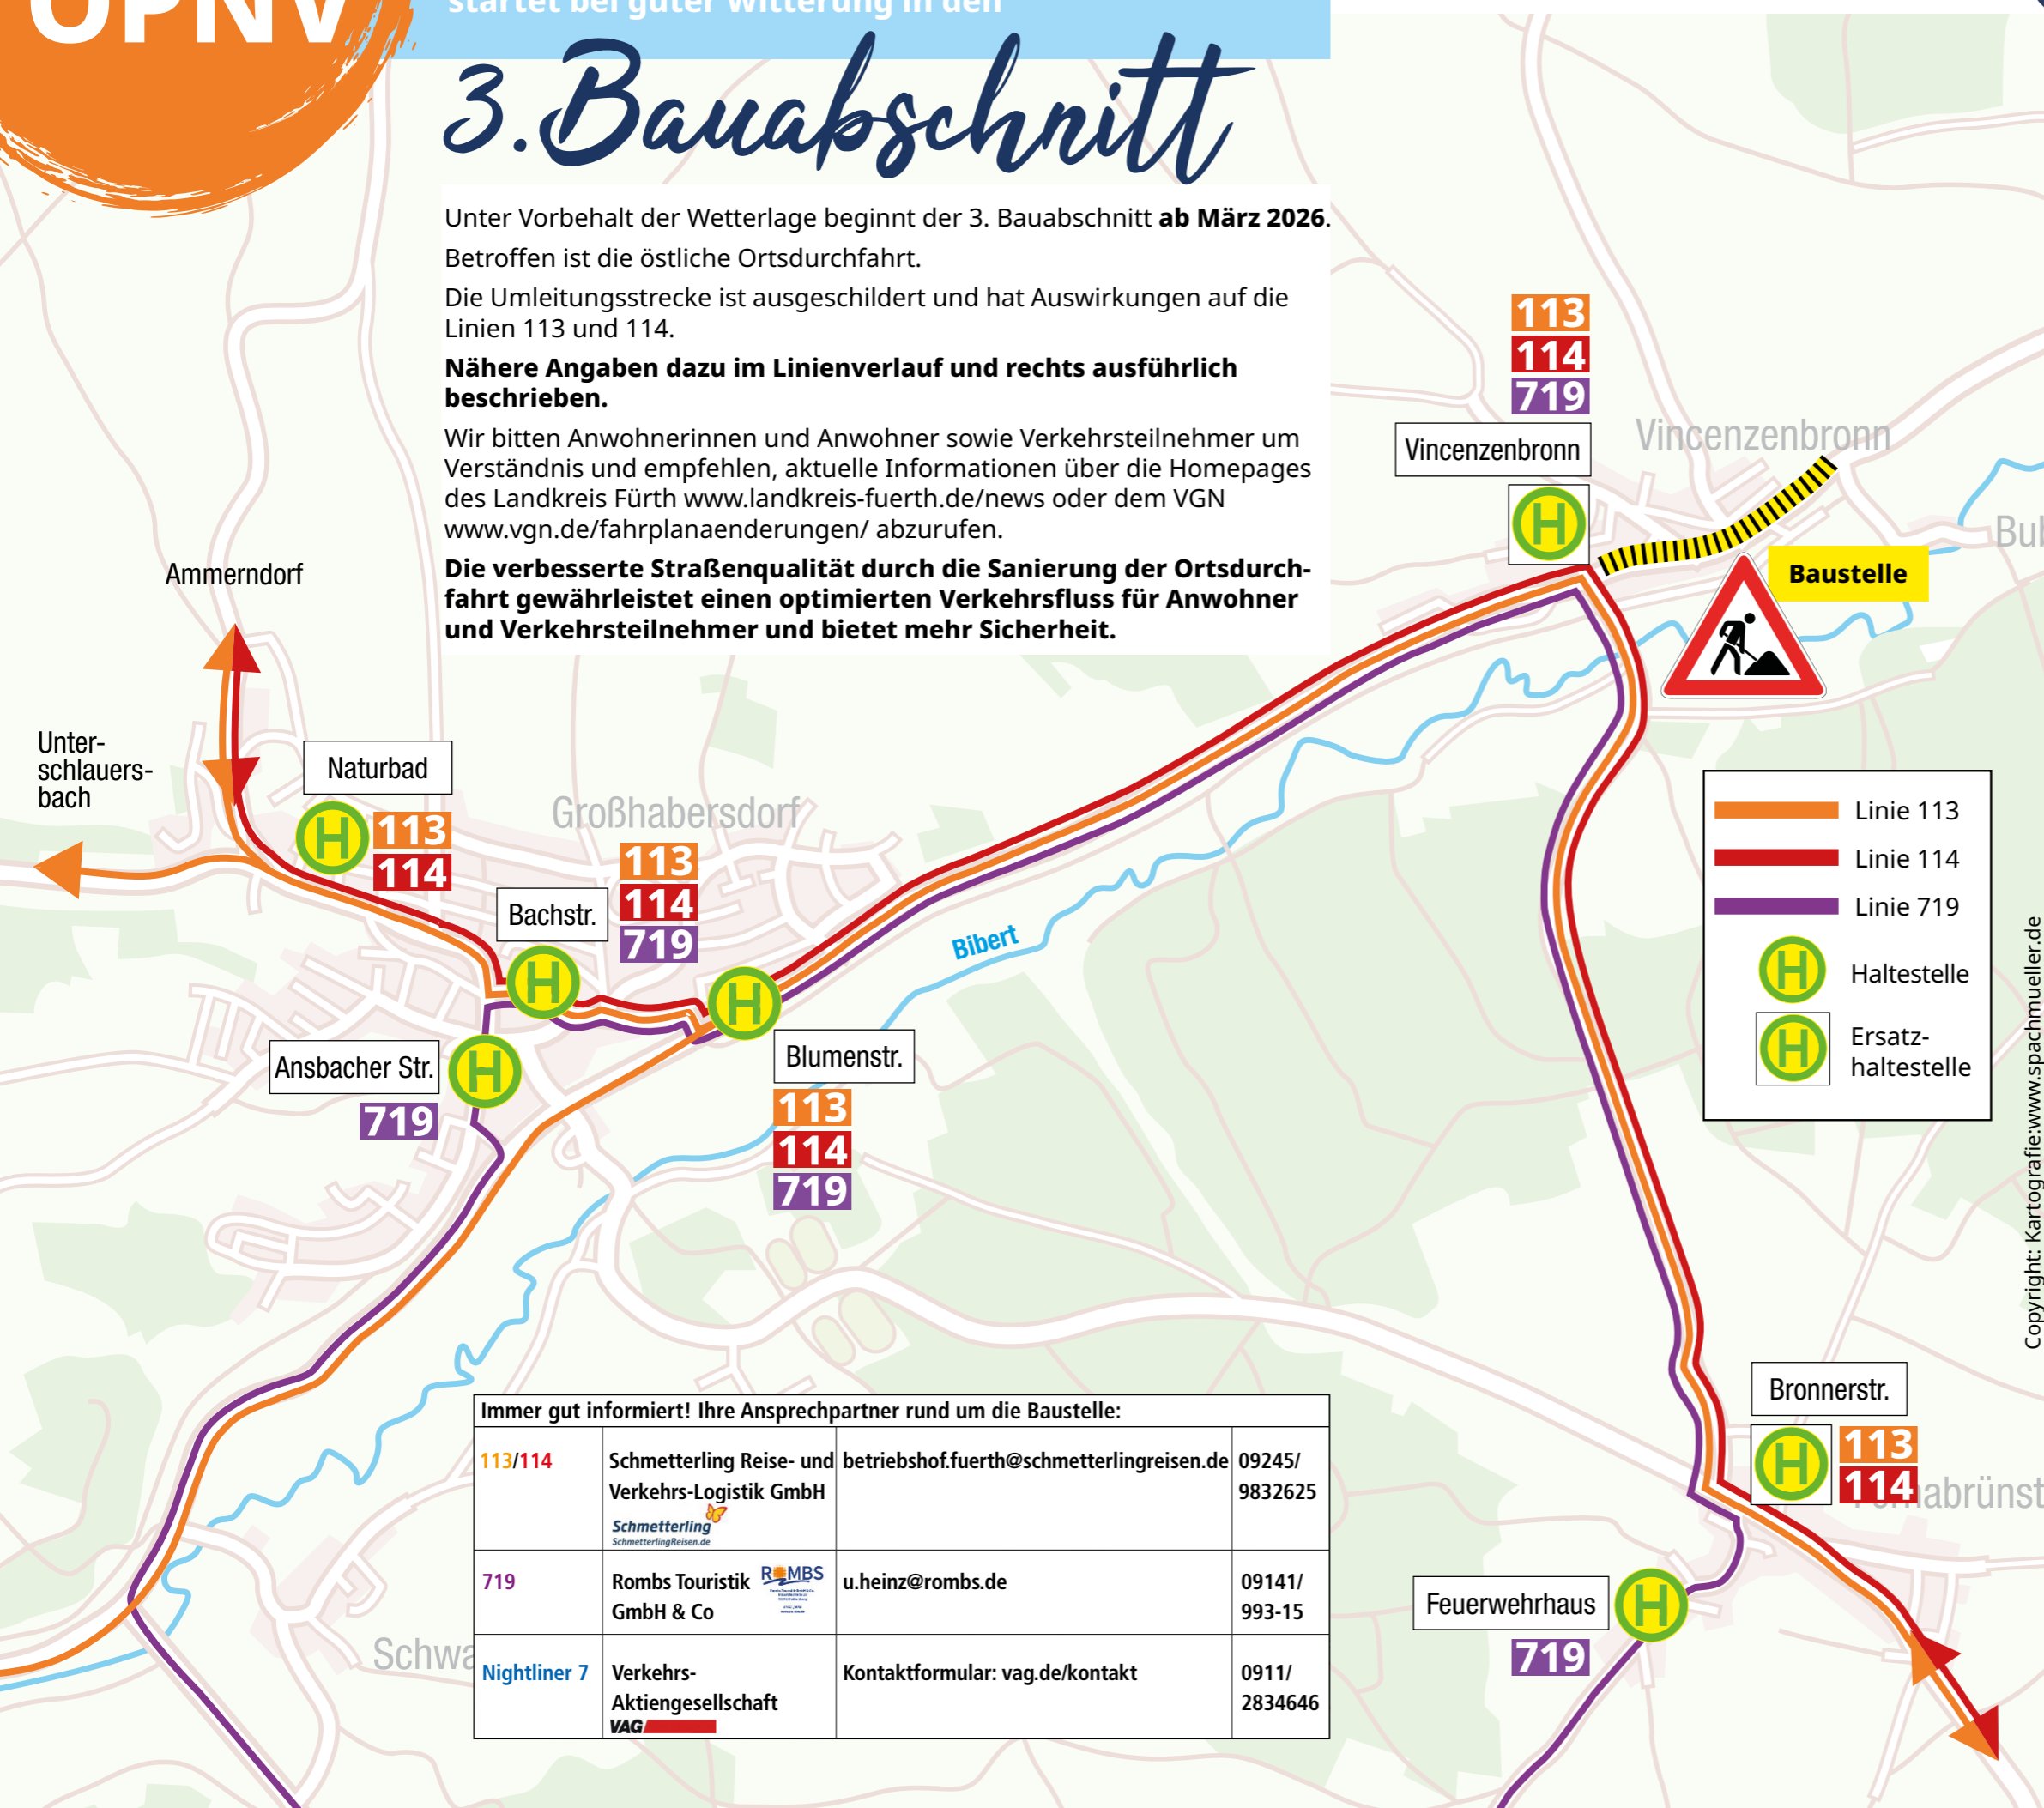 ÖPNV
startet bei guter Witterung in den
3. Bauabschnitt
Unter Vorbehalt der Wetterlage beginnt der 3. Bauabschnitt ab März 2026.
Betroffen ist die östliche Ortsdurchfahrt.
Die Umleitungsstrecke ist ausgeschildert und hat Auswirkungen auf die
Linien 113 und 114.
Nähere Angaben dazu im Linienverlauf und rechts ausführlich
beschrieben.
Wir bitten Anwohnerinnen und Anwohner sowie Verkehrsteilnehmer um
Verständnis und empfehlen, aktuelle Informationen über die Homepages
des Landkreis Fürth www.landkreis-fuerth.de/news oder dem VGN
www.vgn.de/fahrplanaenderungen/ abzurufen.
Die verbesserte Straßenqualität durch die Sanierung der Ortsdurch-
fahrt gewährleistet einen optimierten Verkehrsfluss für Anwohner
und Verkehrsteilnehmer und bietet mehr Sicherheit.
113
114
719
Vincenzenbronn
H
Vincenzenbronn
Baustelle
Ammerndorf
Unter-
schlauers-
bach
Naturbad
H
113
114
Großhabersdorf
Bachstr.
H
113
114
719
Ansbacher Str.
H
719
H
Blumenstr.
113
114
719
Bibert
Linie 113
Linie 114
Linie 719
H Haltestelle
H Ersatz-
haltestelle
Copyright: Kartografie:www.spachmueller.de
Bronnerstr.
H
113
114
Feuerwehrhaus
H
719
Immer gut informiert! Ihre Ansprechpartner rund um die Baustelle:
113/114 Schmetterling Reise- und betriebshof.fuerth@schmetterlingreisen.de 09245/
Verkehrs-Logistik GmbH 9832625
Schmetterling
SchmetterlingReisen.de
719 Rombs Touristik ROMBS u.heinz@rombs.de 09141/
GmbH & Co 993-15
Nightliner 7 Verkehrs- Kontaktformular: vag.de/kontakt 0911/
Aktiengesellschaft 2834646
VAG